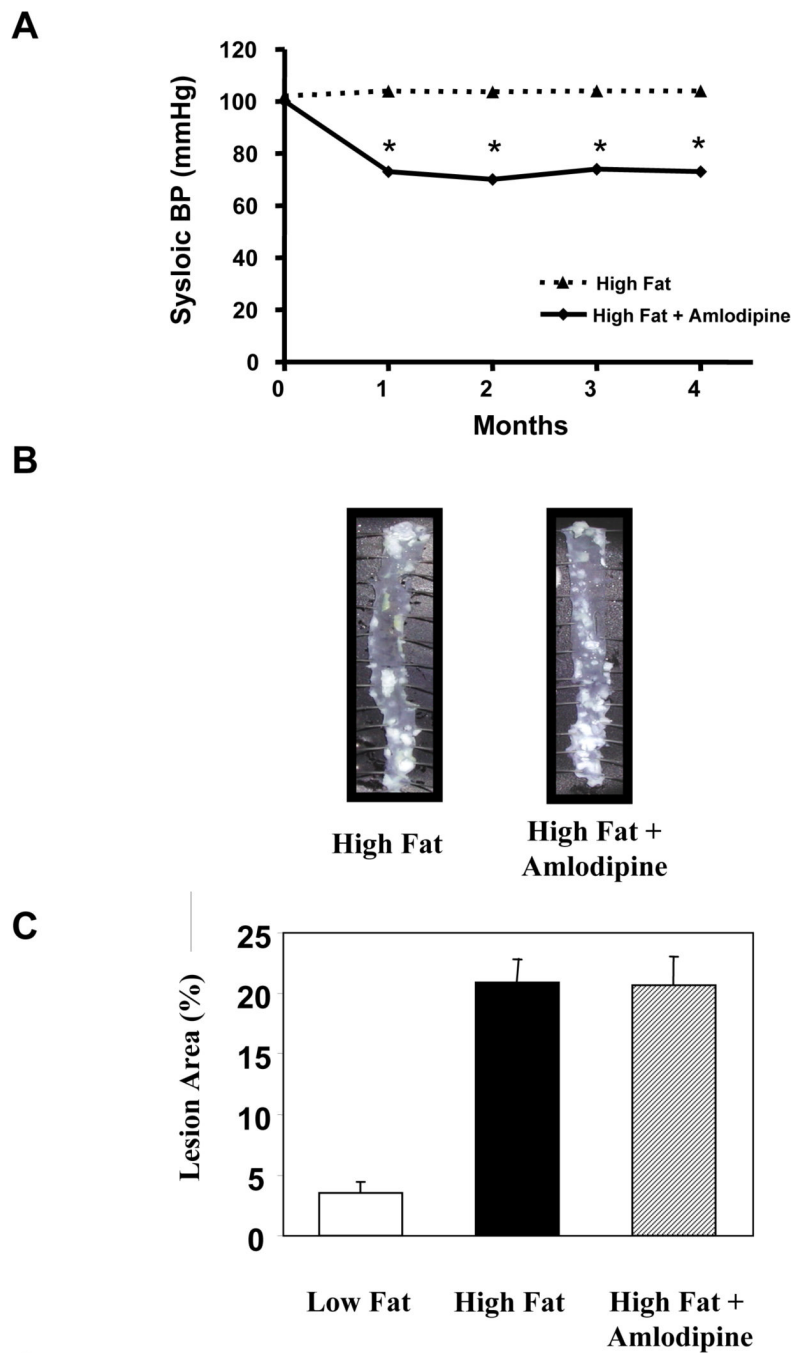 A
120
100
80
60
40
20
0
Sysloic BP (mmHg)
* * * *
High Fat
High Fat + Amlodipine
0 1 2 3 4
Months
B
High Fat
High Fat +
Amlodipine
C
25
20
15
10
5
0
Lesion Area (%)
Low Fat
High Fat
High Fat +
Amlodipine